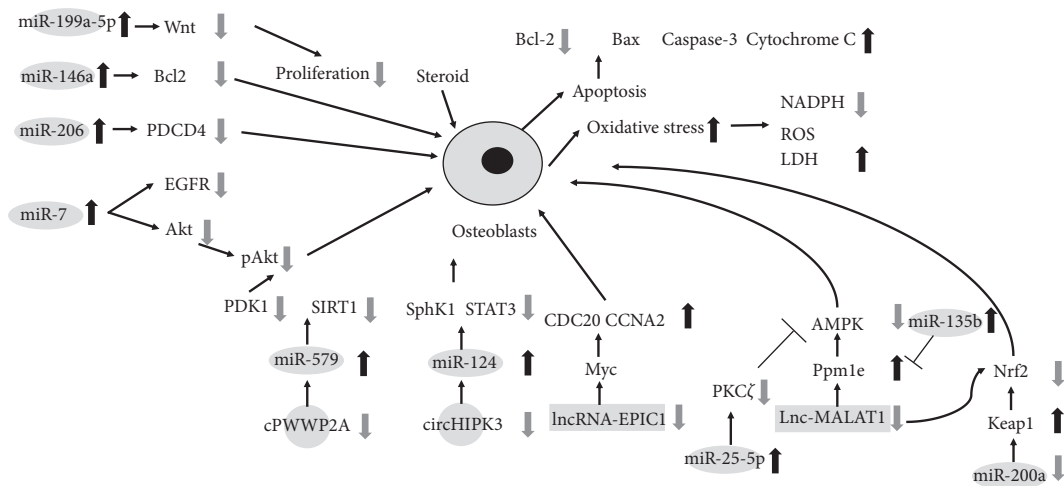 miR-199a-5p
Wnt
Proliferation
miR-146a
Bcl2
miR-206
PDCD4
miR-7
EGFR
Akt
pAkt
PDK1
SIRT1
miR-579
cPWWP2A
Steroid
Osteoblasts
Bcl-2 Bax Caspase-3 Cytochrome C
Apoptosis
Oxidative stress
NADPH
ROS
LDH
SphK1 STAT3
miR-124
circHIPK3
CDC20 CCNA2
Myc
lncRNA-EPIC1
PKCζ
miR-25-5p
AMPK
miR-135b
Ppm1e
Lnc-MALAT1
Nrf2
Keap1
miR-200a